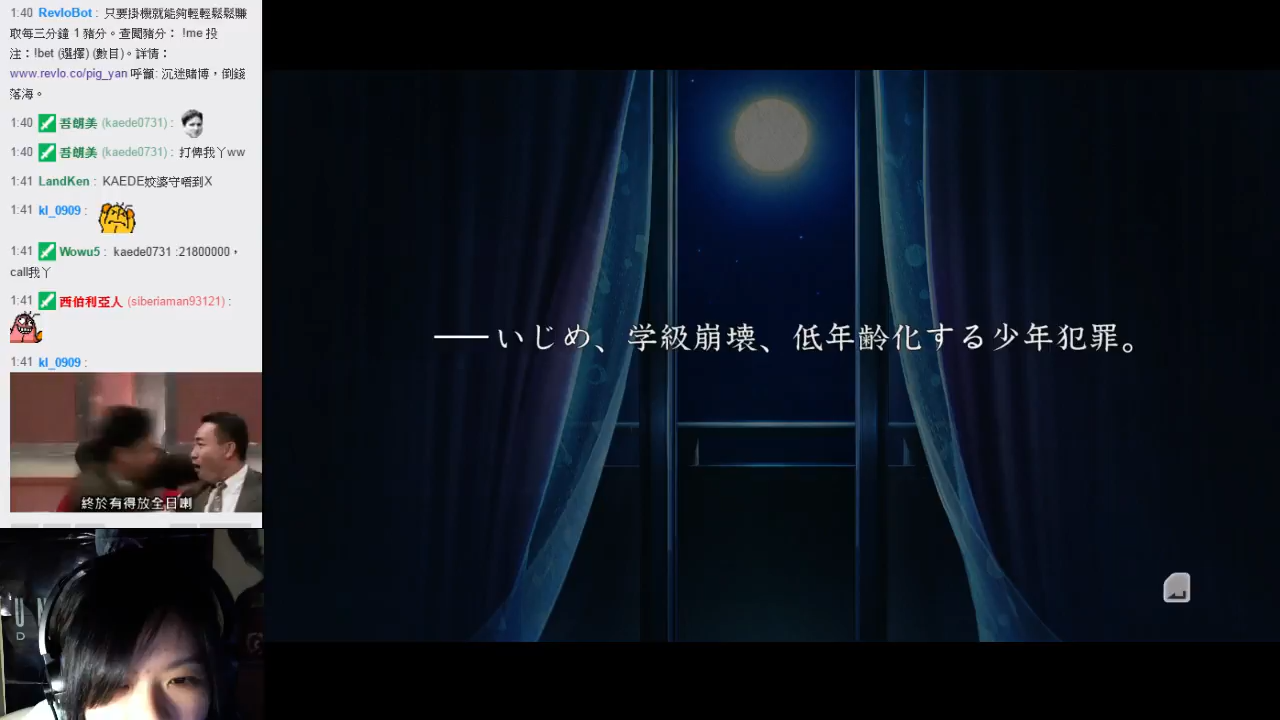 1:40 RevloBot : 只要掛機就能夠輕輕鬆鬆賺
取每三分鐘 1 豬分。查閱豬分： !me 投
注：!bet (選擇) (數目)。詳情：
www.revlo.co/pig_yan 呼籲: 沉迷賭博，倒錢
落海。
1:40 吾朗美 (kaede0731) :
1:40 吾朗美 (kaede0731) : 打俾我丫ww
1:41 LandKen : KAEDE姣婆守唔到X
1:41 kl_0909 :
1:41 Wowu5 : kaede0731 :21800000，
call我丫
1:41 西伯利亞人 (siberiaman93121) :
1:41 kl_0909 :
終於有得放全日喇
――いじめ、学級崩壊、低年齢化する少年犯罪。